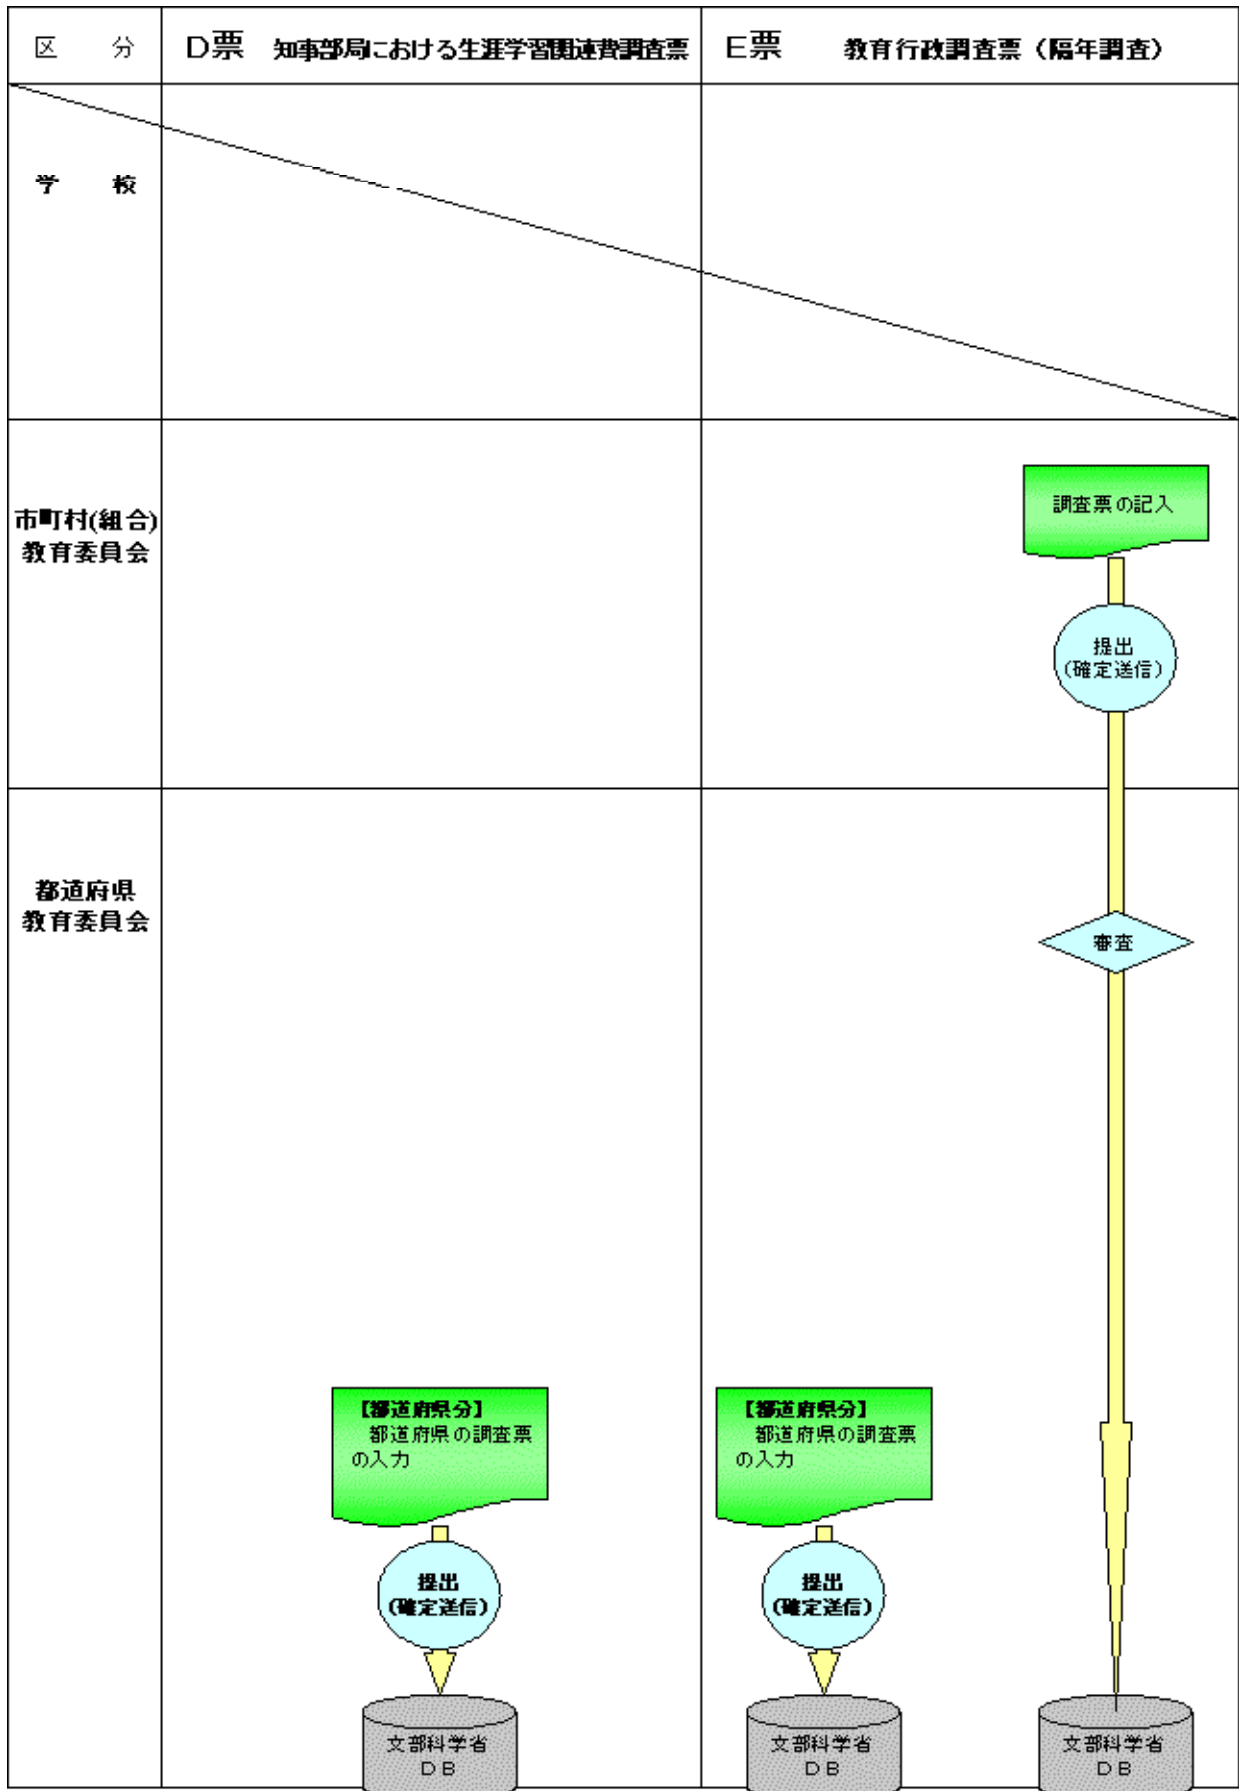 区　　分
D票　知事部局における生涯学習関連費調査票
E票　教育行政調査票（隔年調査）
学　　校
市町村(組合)
教育委員会
調査票の記入
提出
（確定送信）
都道府県
教育委員会
審査
【都道府県分】
都道府県の調査票
の入力
提出
（確定送信）
文部科学省
ＤＢ
【都道府県分】
都道府県の調査票
の入力
提出
（確定送信）
文部科学省
ＤＢ
文部科学省
ＤＢ